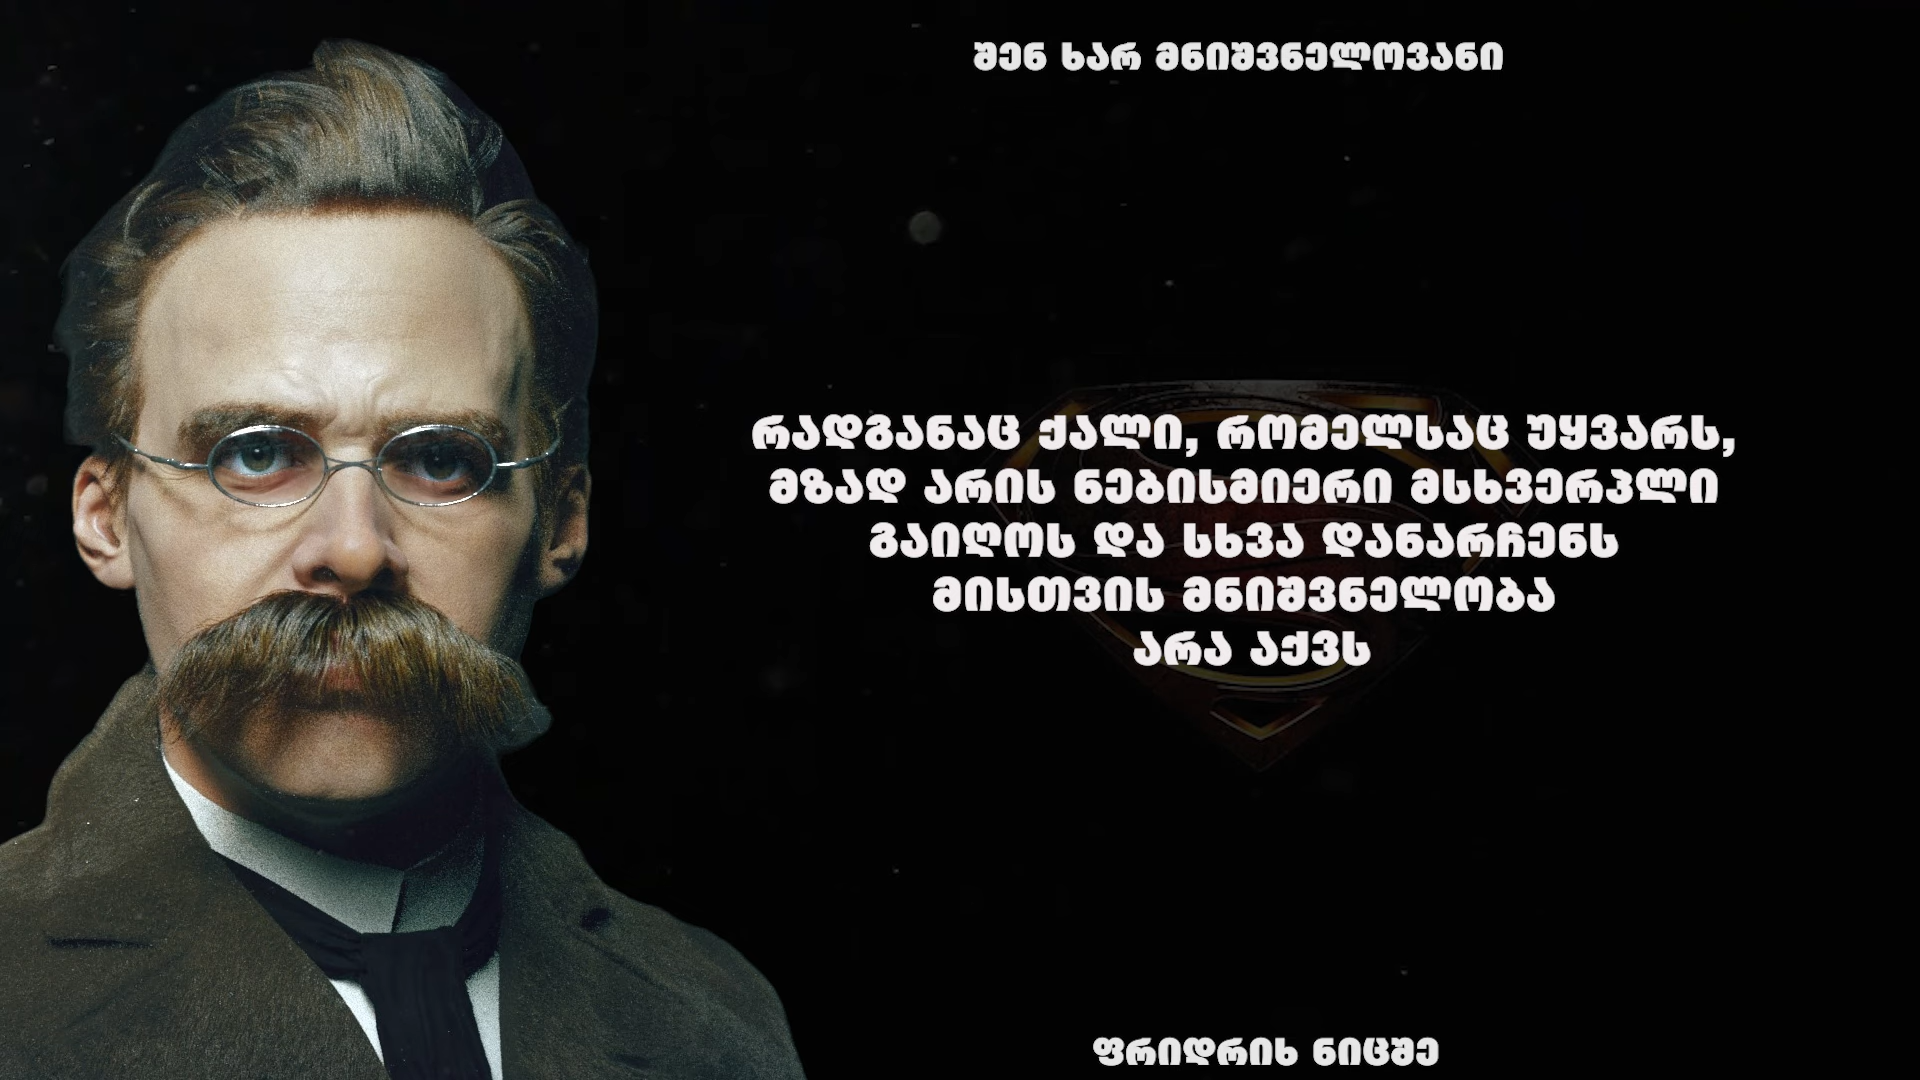 შენ ხარ მნიშვნელოვანი
რადგანაც ქალი, რომელსაც უყვარს,
მზად არის ნებისმიერი მსხვერპლი
გაიღოს და სხვა დანარჩენს
მისთვის მნიშვნელობა
არა აქვს
ფრიდრიხ ნიცშე